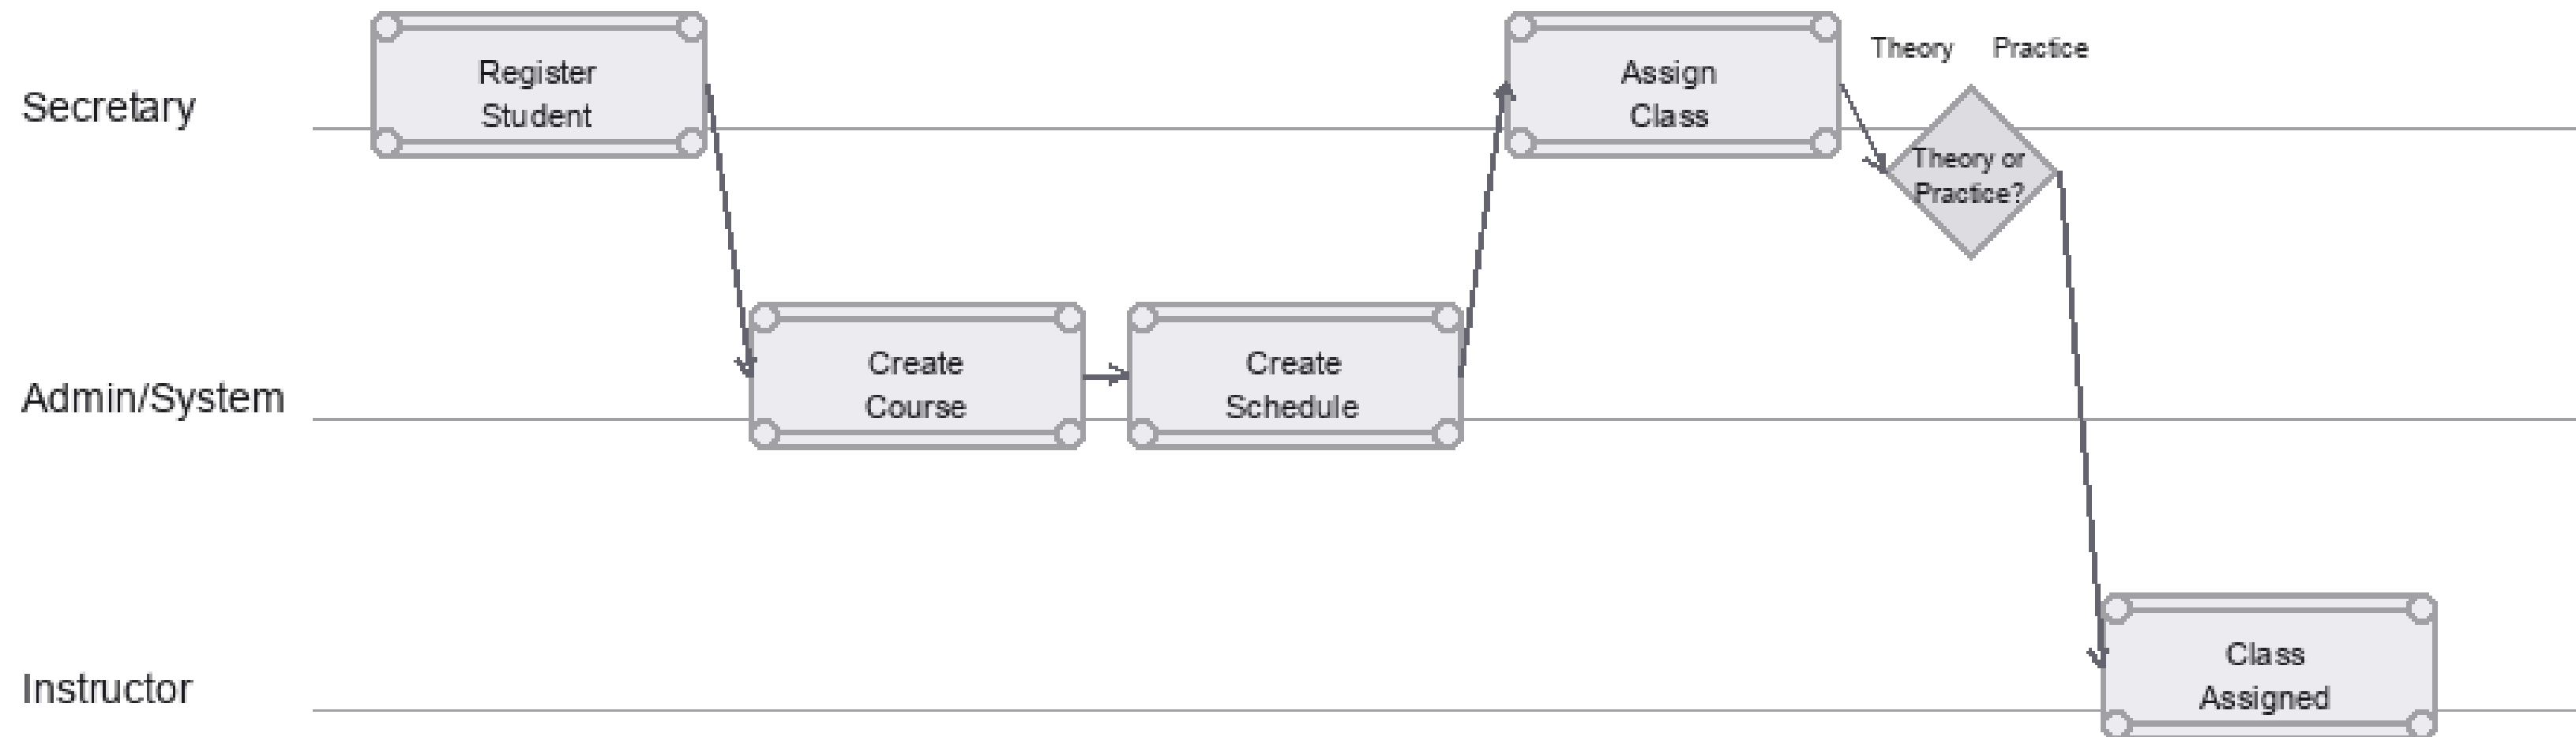 Register
Student
Assign
Class
Theory
Practice
Secretary
Theory or
Practice?
Create
Course
Create
Schedule
Admin/System
Class
Assigned
Instructor